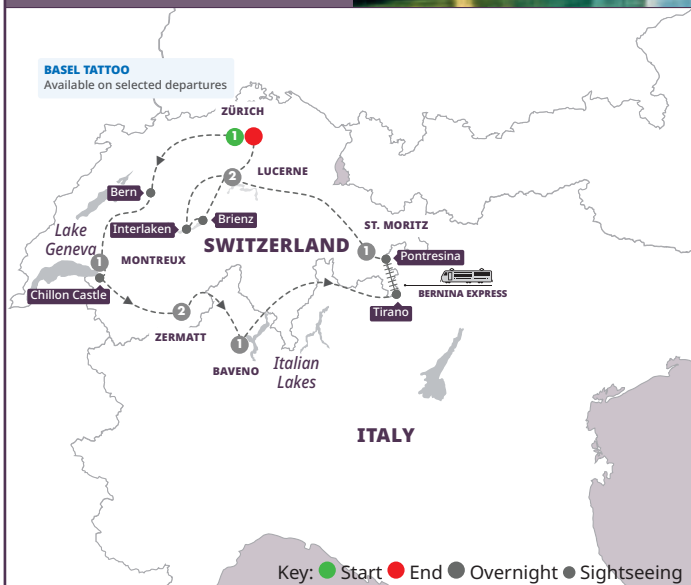 BASEL TATTOO
Available on selected departures
ZÜRICH
1
2
LUCERNE
Bern
Brienz
Interlaken
ST. MORITZ
Lake
Geneva
SWITZERLAND
1
Pontresina
1
MONTREUX
BERNINA EXPRESS
Chillon Castle
Tirano
2
ZERMATT
1
BAVENO
Italian
Lakes
ITALY
Key: Start End Overnight Sightseeing